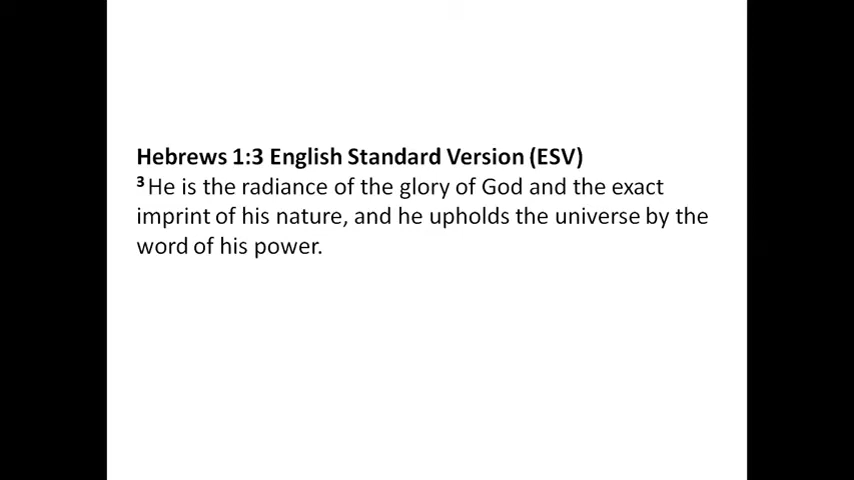 Hebrews 1:3 English Standard Version (ESV)
³ He is the radiance of the glory of God and the exact
imprint of his nature, and he upholds the universe by the
word of his power.